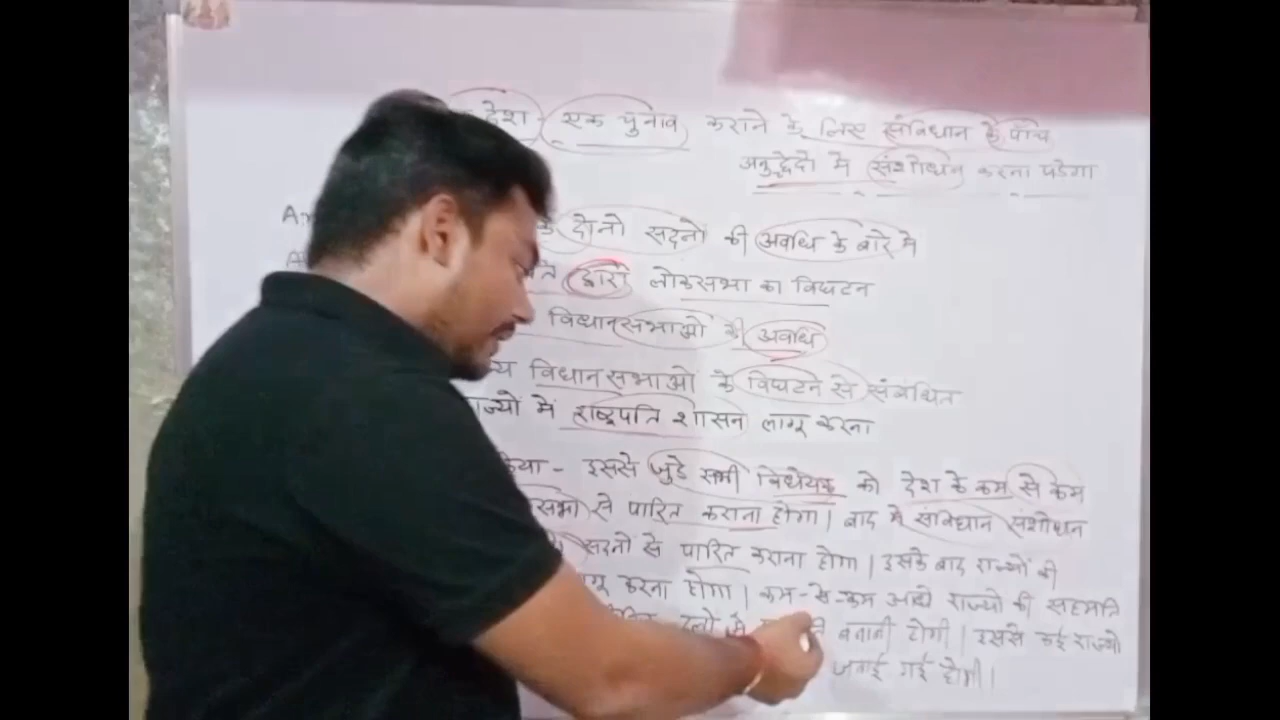 देश - एक चुनाव कराने के लिए संविधान के पाँच
अनुच्छेदो मे संशोधन करना पडेगा
के दोनो सदनों की अवधि के बारे मे
द्वारा लोकसभा का विघटन
विधानसभाओ की अवधि
विधानसभाओं के विघटन से संबंधित
राज्यों में राष्ट्रपति शासन लागू करना
इससे जुडे सभी विधेयक को देश के कम से कम
से पारित कराना होगा। बाद मे संविधान संशोधन
सदनों से पारित कराना होगा। इसके बाद राज्यों की
करना होगा। कम-से-कम आधे राज्यो की सहमति
बनानी होगी। इससे कई राज्यो
जताई गई होगी।